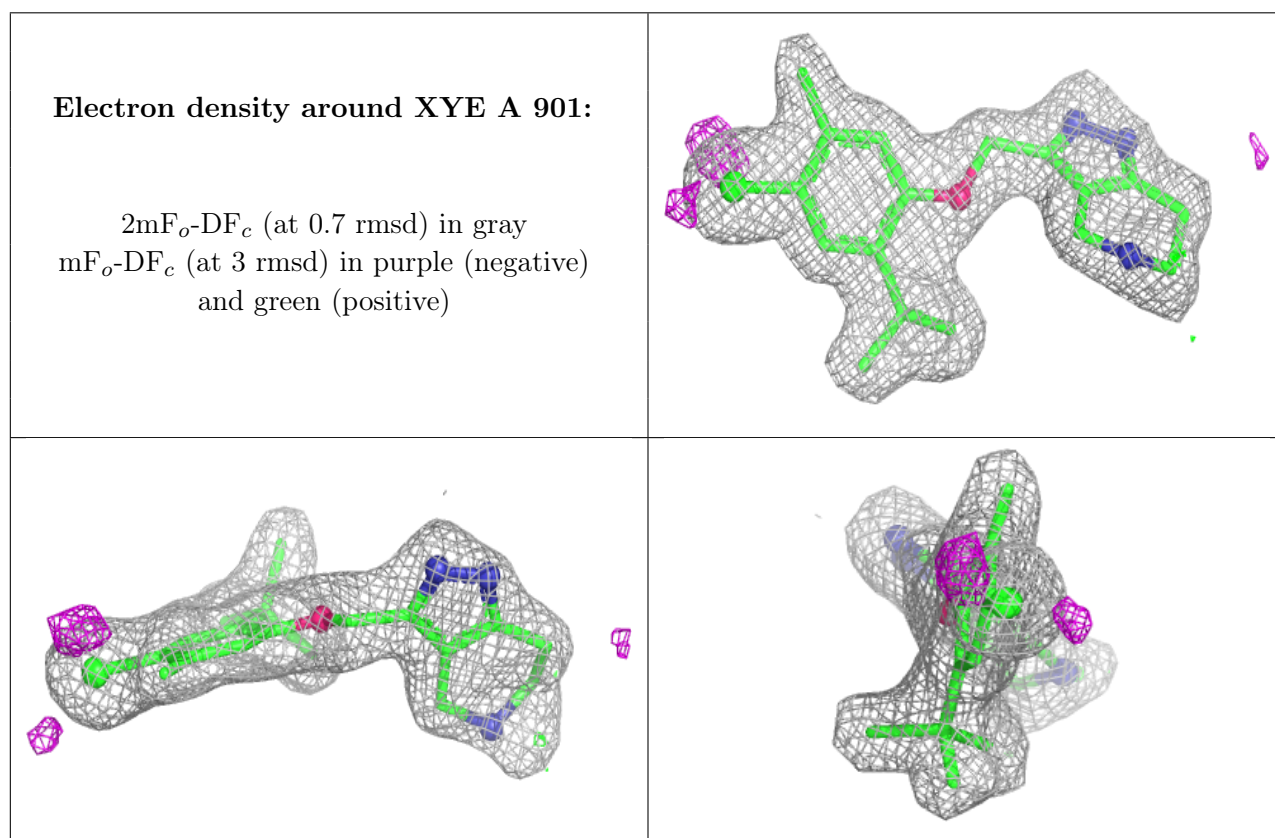 Electron density around XYE A 901:
2mFₒ-DF𝒸 (at 0.7 rmsd) in gray
mFₒ-DF𝒸 (at 3 rmsd) in purple (negative)
and green (positive)